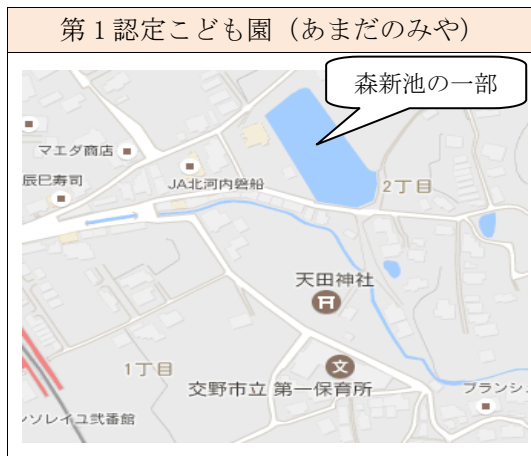 第1認定こども園（あまだのみや）
森新池の一部
マエダ商店
辰巳寿司
JA北河内磐船
2丁目
天田神社
1丁目
交野市立 第一保育所
ブランシ
ンソレイユ弐番館